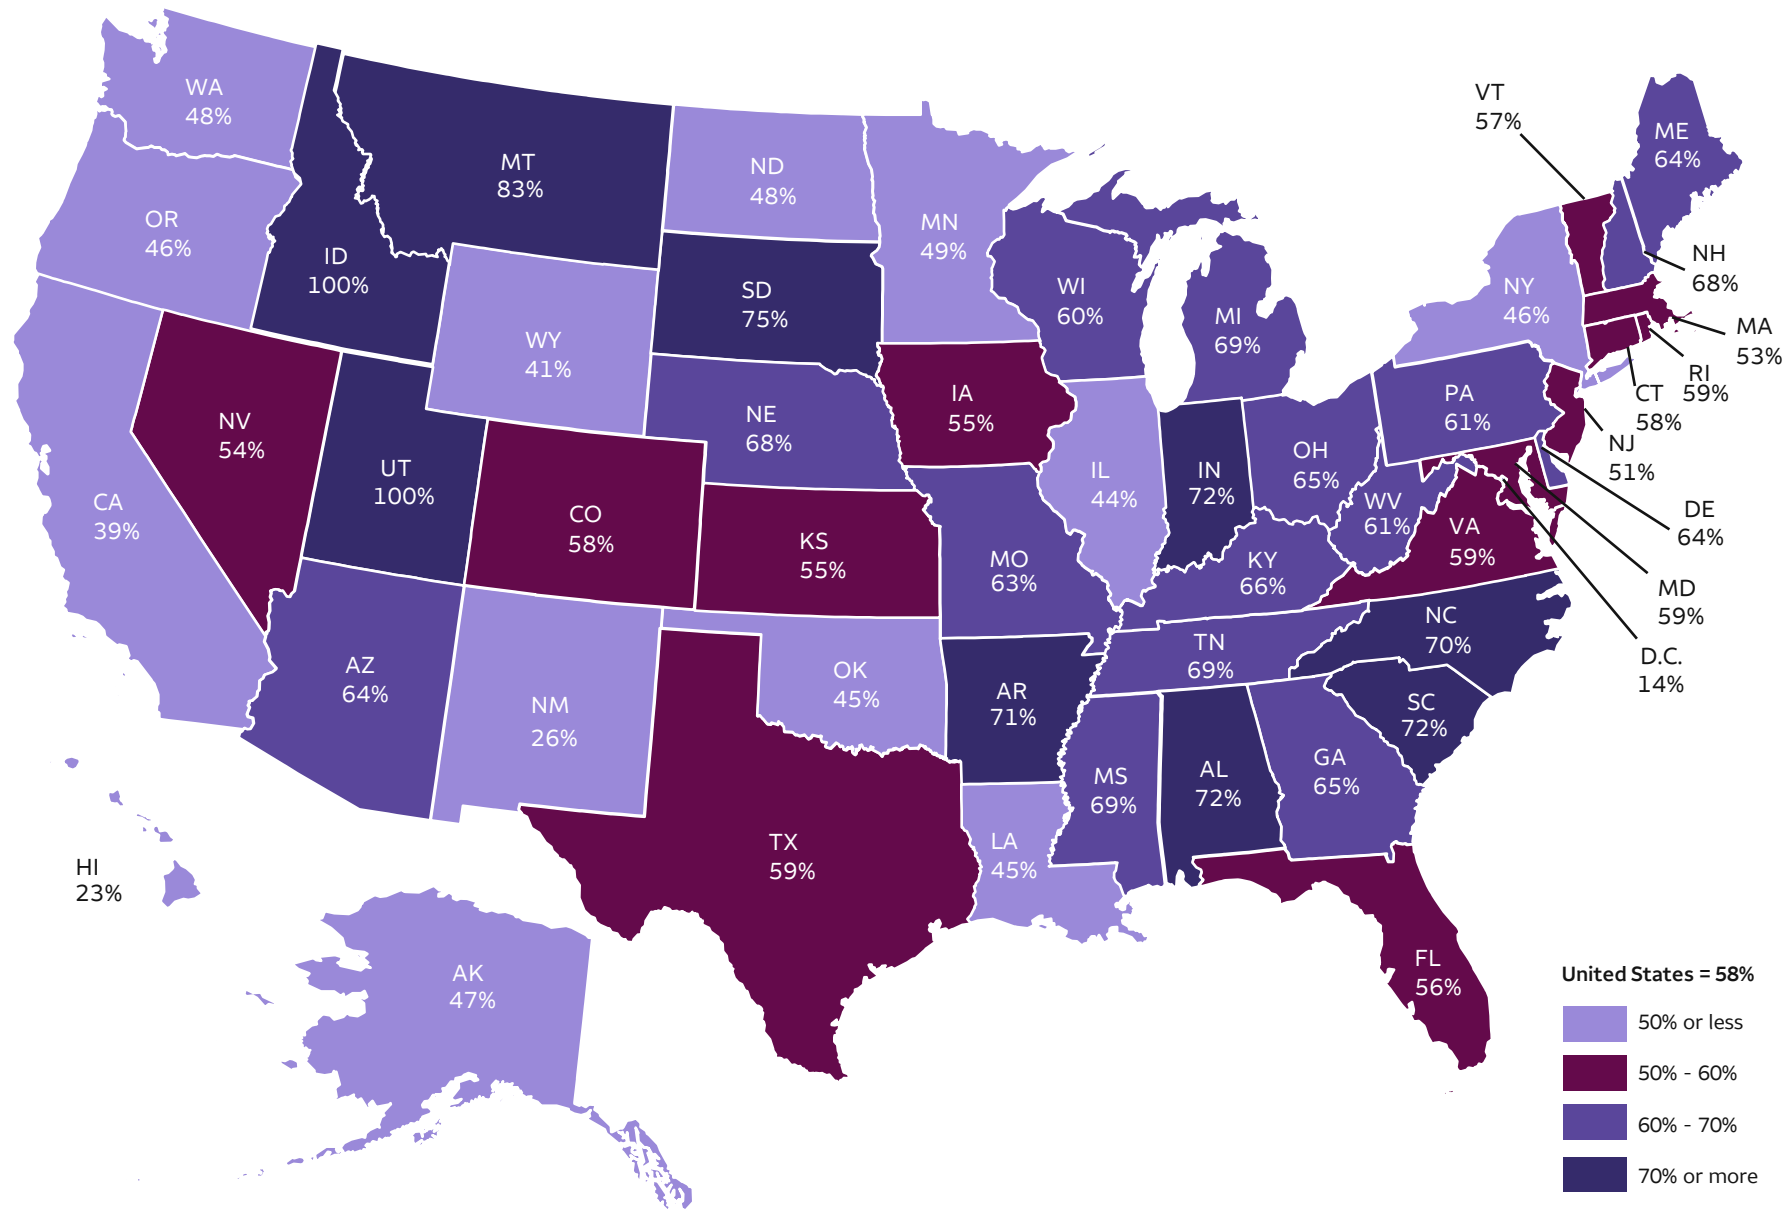 WA
48%
OR
46%
CA
39%
NV
54%
ID
100%
MT
83%
WY
41%
UT
100%
CO
58%
AZ
64%
NM
26%
ND
48%
SD
75%
NE
68%
KS
55%
OK
45%
TX
59%
MN
49%
IA
55%
MO
63%
AR
71%
LA
45%
WI
60%
IL
44%
MI
69%
IN
72%
OH
65%
KY
66%
TN
69%
MS
69%
AL
72%
GA
65%
FL
56%
SC
72%
NC
70%
VA
59%
WV
61%
PA
61%
NY
46%
VT
57%
ME
64%
NH
68%
MA
53%
RI
59%
CT
58%
NJ
51%
DE
64%
MD
59%
D.C.
14%
HI
23%
AK
47%
United States = 58%
50% or less
50% - 60%
60% - 70%
70% or more